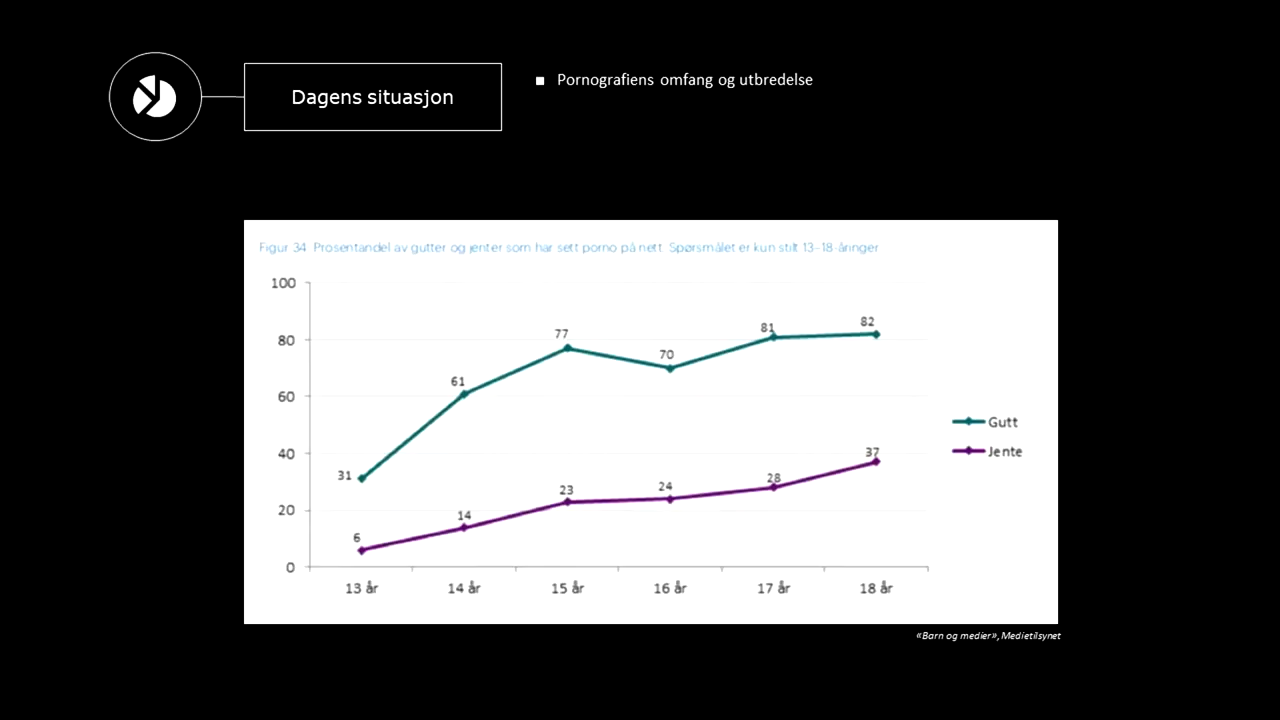 Dagens situasjon
Pornografiens omfang og utbredelse
Figur 34 Prosentandel av gutter og jenter som har sett porno på nett Spørsmålet er kun stilt 13-18-åringer
100
80
60
40
20
0
31
61
77
70
81
82
6
14
23
24
28
37
Gutt
Jente
13 år
14 år
15 år
16 år
17 år
18 år
«Barn og medier», Medietilsynet